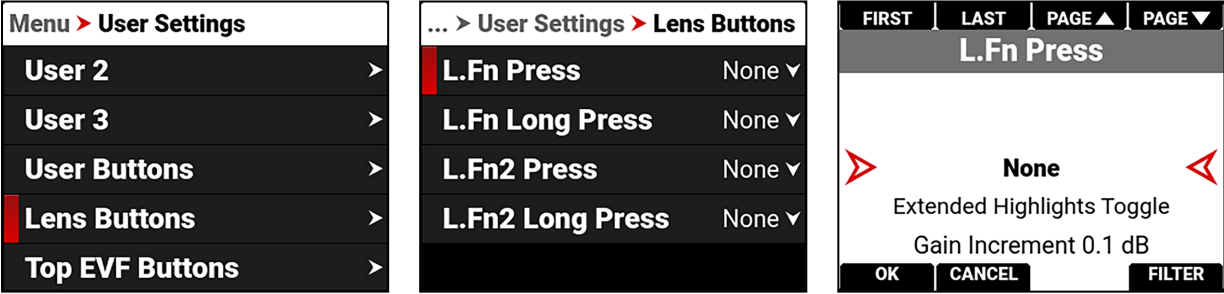 Menu > User Settings
User 2 >
User 3 >
User Buttons >
Lens Buttons >
Top EVF Buttons >
... > User Settings > Lens Buttons
L.Fn Press None
L.Fn Long Press None
L.Fn2 Press None
L.Fn2 Long Press None
FIRST LAST PAGE▲ PAGE▼
L.Fn Press
None
Extended Highlights Toggle
Gain Increment 0.1 dB
OK CANCEL FILTER